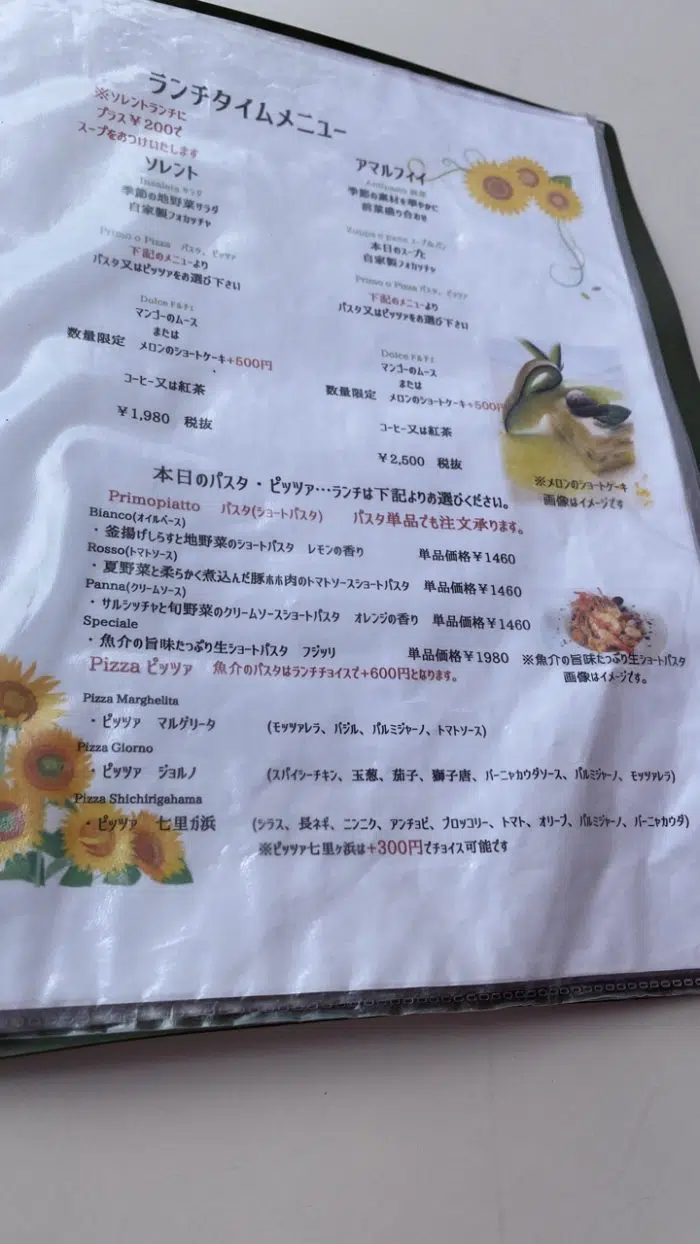 ランチタイムメニュー
※ソレントランチに
プラス￥200で
スープをおつけいたします
ソレント
Insalata サラダ
季節の地野菜サラダ
自家製フォカッチャ
Primo o Pizza パスタ、ピッツァ
下記のメニューより
パスタ又はピッツァをお選び下さい
Dolce ドルチェ
マンゴーのムース
または
数量限定 メロンのショートケーキ+500円
コーヒー又は紅茶
￥1,980 税抜
アマルフィイ
Antipasto 前菜
季節の素材を華やかに
前菜盛り合わせ
Zuppa e pane スープ＆パン
本日のスープと
自家製フォカッチャ
Primo o Pizza パスタ、ピッツァ
下記のメニューより
パスタ又はピッツァをお選び下さい
Dolce ドルチェ
マンゴーのムース
または
数量限定 メロンのショートケーキ+500円
コーヒー又は紅茶
￥2,500 税抜
※メロンのショートケーキ
画像はイメージです
本日のパスタ・ピッツァ…ランチは下記よりお選びください。
Primopiatto パスタ(ショートパスタ) パスタ単品でも注文承ります。
Bianco(オイルベース)
・釜揚げしらすと地野菜のショートパスタ レモンの香り 単品価格￥1460
Rosso(トマトソース)
・夏野菜と柔らかく煮込んだ豚ホホ肉のトマトソースショートパスタ 単品価格￥1460
Panna(クリームソース)
・サルシッチャと旬野菜のクリームソースショートパスタ オレンジの香り 単品価格￥1460
Speciale
・魚介の旨味たっぷり生ショートパスタ フジッリ 単品価格￥1980
※魚介の旨味たっぷり生ショートパスタ
画像はイメージです。
Pizza ピッツァ 魚介のパスタはランチチョイスで+600円となります。
Pizza Marghelita
・ピッツァ マルゲリータ (モッツァレラ、バジル、パルミジャーノ、トマトソース)
Pizza Giorno
・ピッツァ ジョルノ (スパイシーチキン、玉葱、茄子、獅子唐、バーニャカウダソース、パルミジャーノ、モッツァレラ)
Pizza Shichirigahama
・ピッツァ 七里ガ浜 (シラス、長ネギ、ニンニク、アンチョビ、ブロッコリー、トマト、オリーブ、パルミジャーノ、バーニャカウダ)
※ピッツァ七里ヶ浜は+300円でチョイス可能です